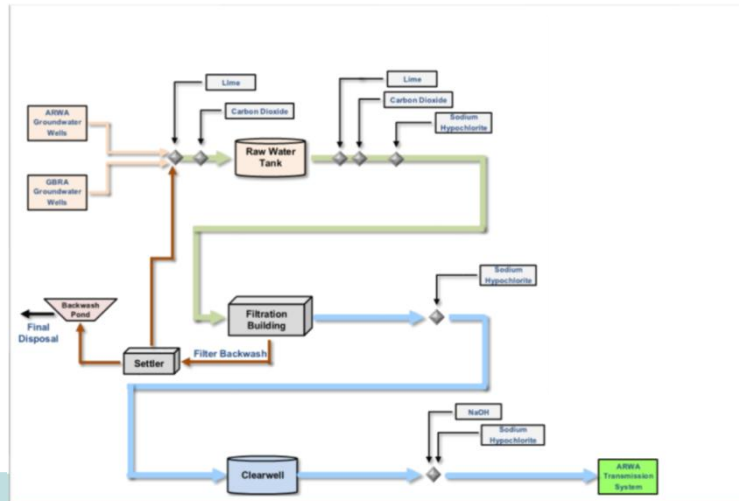 Lime
Carbon Dioxide
ARWA
Groundwater
Wells
GBRA
Groundwater
Wells
Raw Water
Tank
Lime
Carbon Dioxide
Sodium
Hypochlorite
Sodium
Hypochlorite
Backwash
Pond
Final
Disposal
Settler
Filter Backwash
Filtration
Building
NaOH
Sodium
Hypochlorite
Clearwell
ARWA
Transmission
System